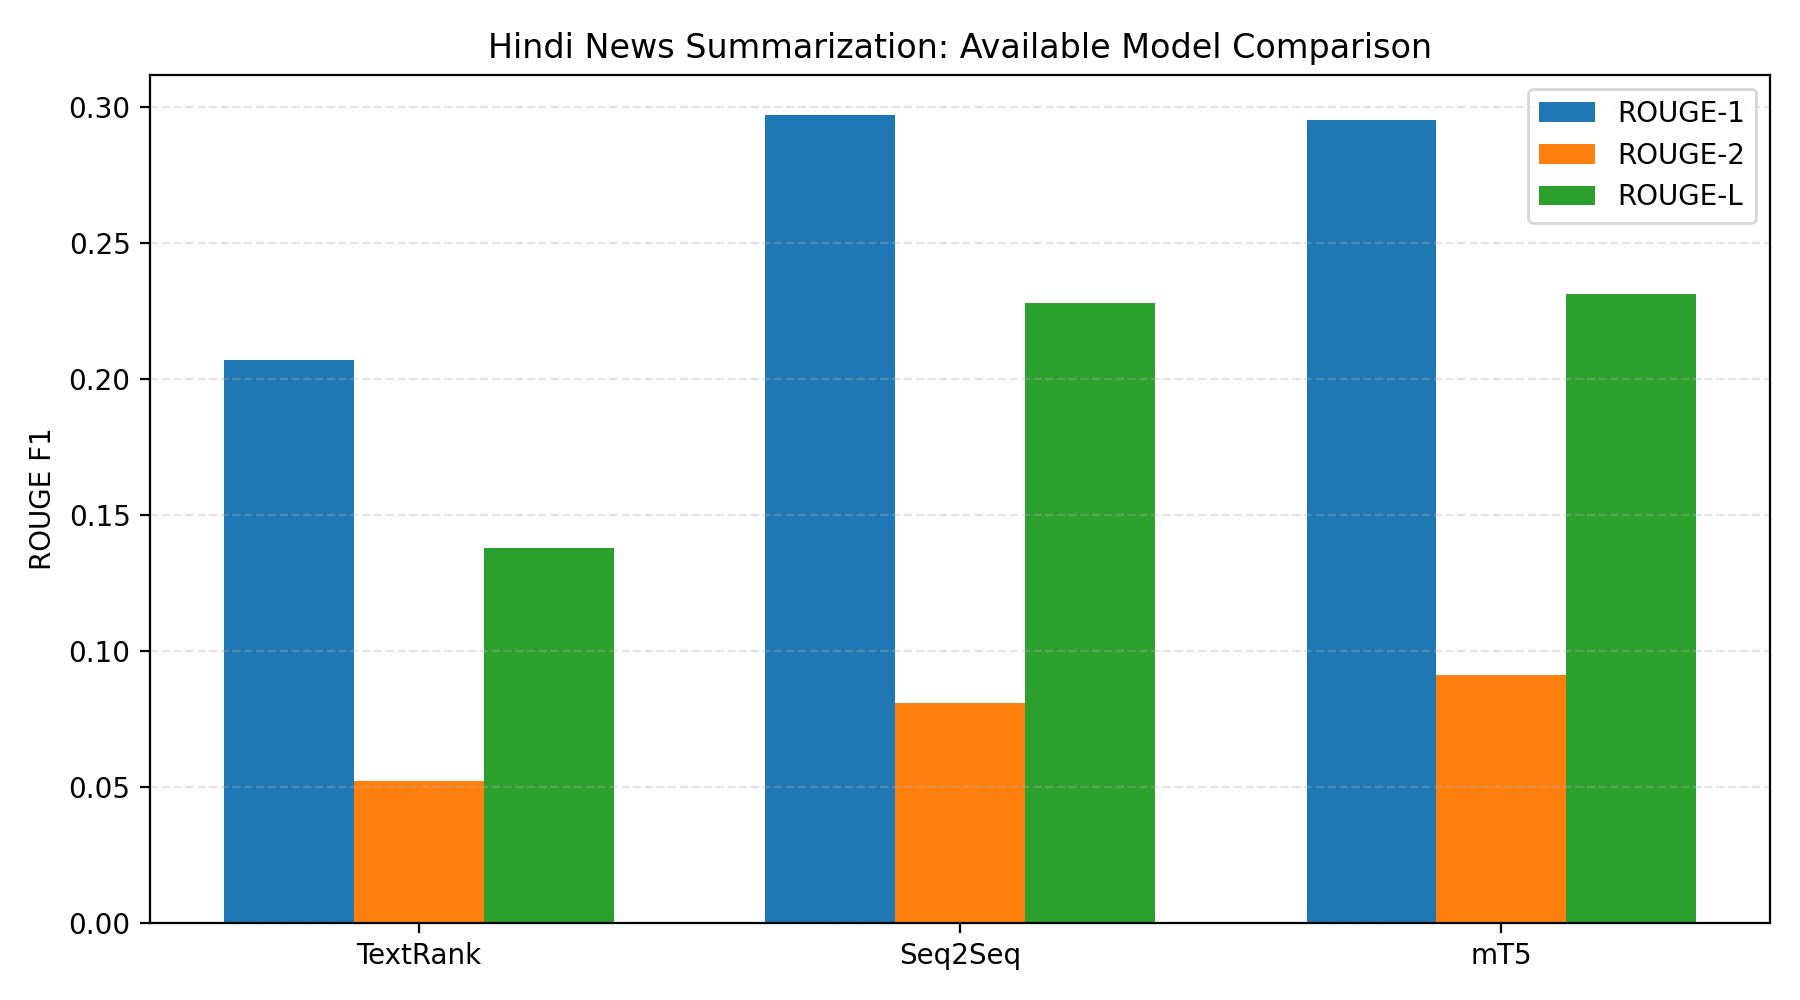 Hindi News Summarization: Available Model Comparison
ROUGE F1
0.30
0.25
0.20
0.15
0.10
0.05
0.00
ROUGE-1
ROUGE-2
ROUGE-L
TextRank
Seq2Seq
mT5